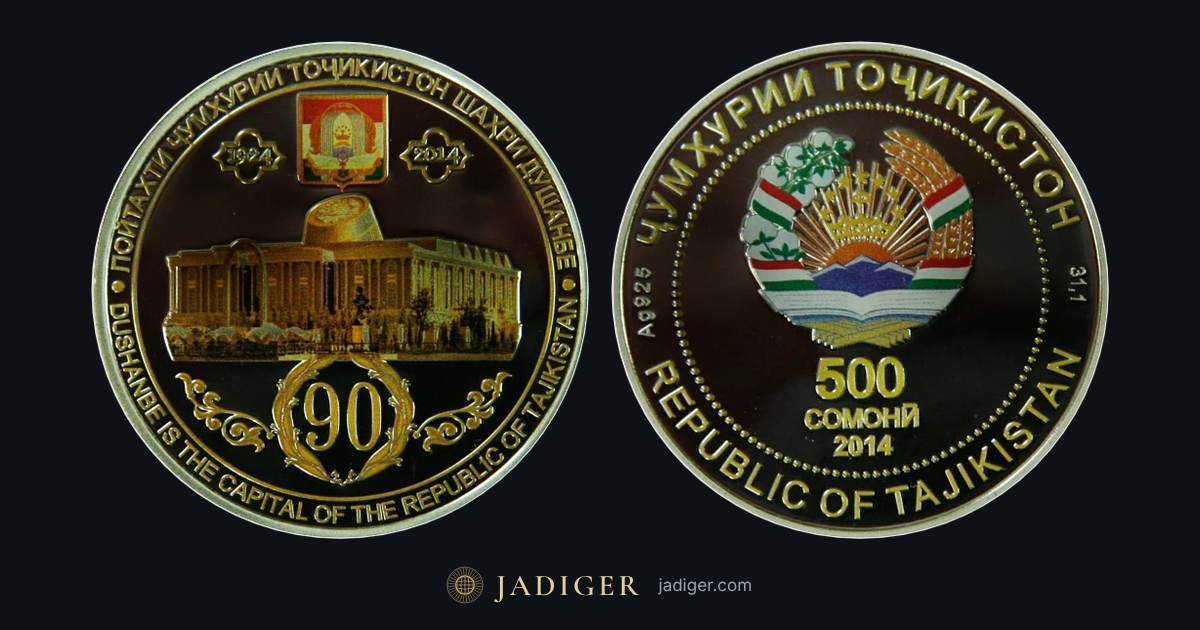 ПОЙТАХТИ ҶУМҲУРИИ ТОҶИКИСТОН ШАҲРИ ДУШАНБЕ
1924
2014
90
DUSHANBE IS THE CAPITAL OF THE REPUBLIC OF TAJIKISTAN
ҶУМҲУРИИ ТОҶИКИСТОН
Ag925
31,1
500
СОМОНӢ
2014
REPUBLIC OF TAJIKISTAN
JADIGER
jadiger.com